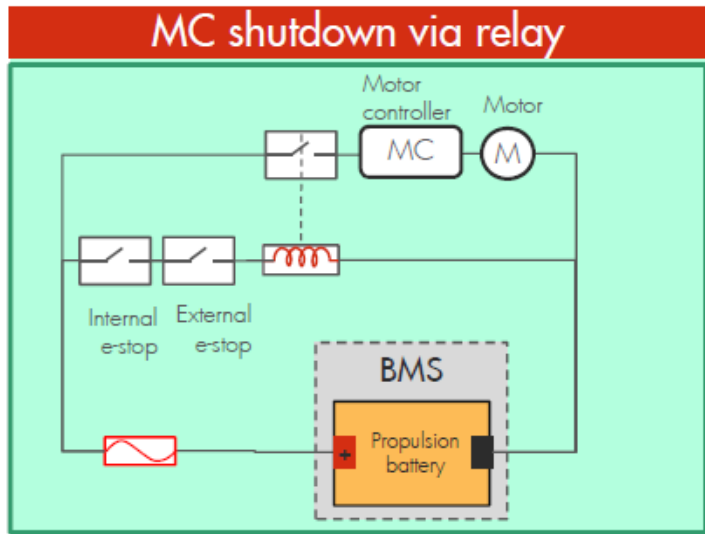 MC shutdown via relay
Motor
controller
Motor
MC
M
Internal
e-stop
External
e-stop
BMS
+
Propulsion
battery